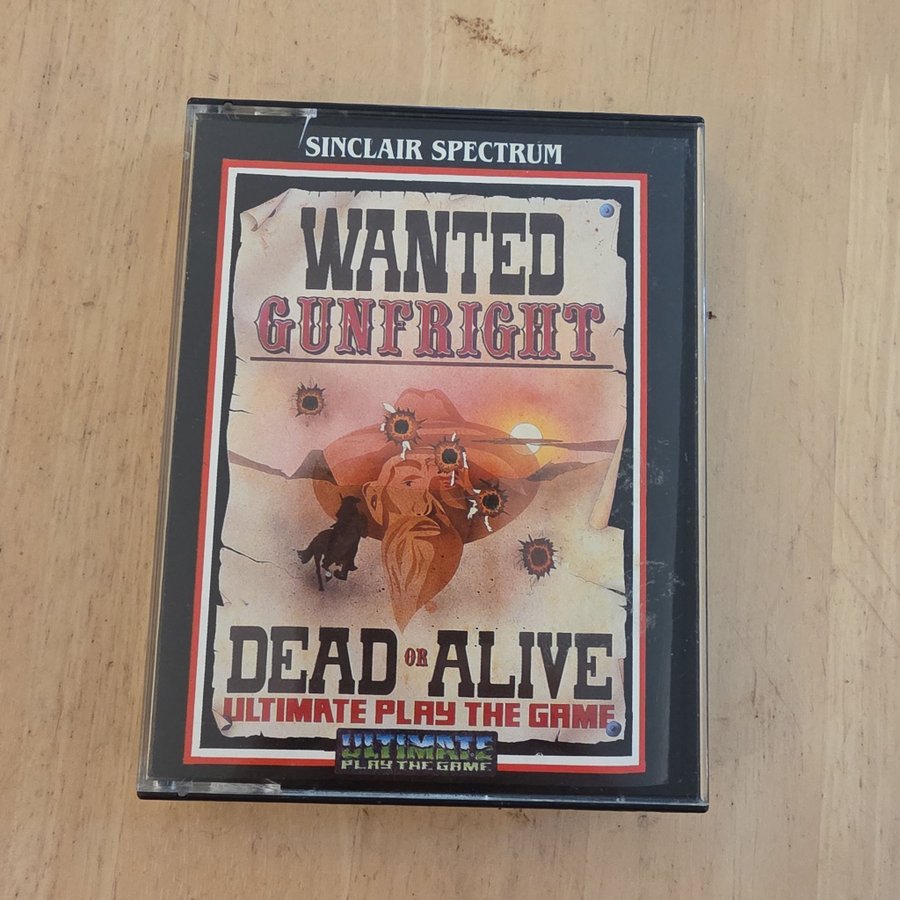 SINCLAIR SPECTRUM
WANTED
GUNFRIGHT
DEAD OR ALIVE
ULTIMATE PLAY THE GAME
ULTIMATE
PLAY THE GAME